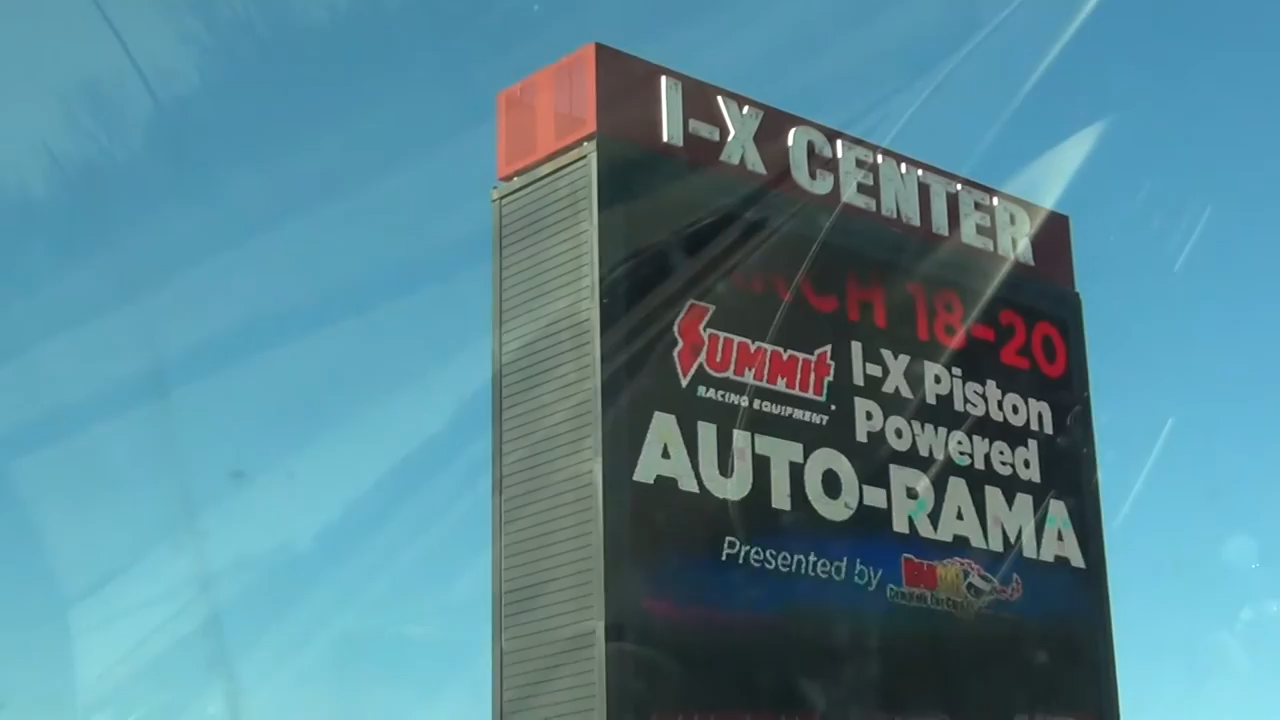 I-X CENTER
18-20
SUMMIT
RACING EQUIPMENT
I-X Piston
Powered
AUTO-RAMA
Presented by